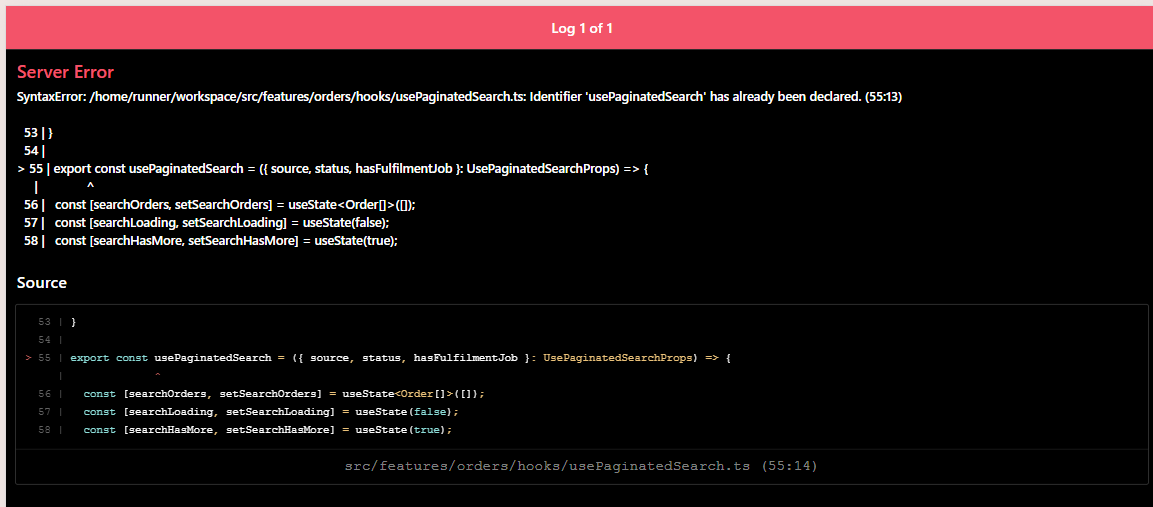 Log 1 of 1
Server Error
SyntaxError: /home/runner/workspace/src/features/orders/hooks/usePaginatedSearch.ts: Identifier 'usePaginatedSearch' has already been declared. (55:13)
53 | }
54 |
> 55 | export const usePaginatedSearch = ({ source, status, hasFulfilmentJob }: UsePaginatedSearchProps) => {
| ^
56 | const [searchOrders, setSearchOrders] = useState<Order[]>([]);
57 | const [searchLoading, setSearchLoading] = useState(false);
58 | const [searchHasMore, setSearchHasMore] = useState(true);
Source
53 | }
54 |
> 55 | export const usePaginatedSearch = ({ source, status, hasFulfilmentJob }: UsePaginatedSearchProps) => {
| ^
56 | const [searchOrders, setSearchOrders] = useState<Order[]>([]);
57 | const [searchLoading, setSearchLoading] = useState(false);
58 | const [searchHasMore, setSearchHasMore] = useState(true);
src/features/orders/hooks/usePaginatedSearch.ts (55:14)